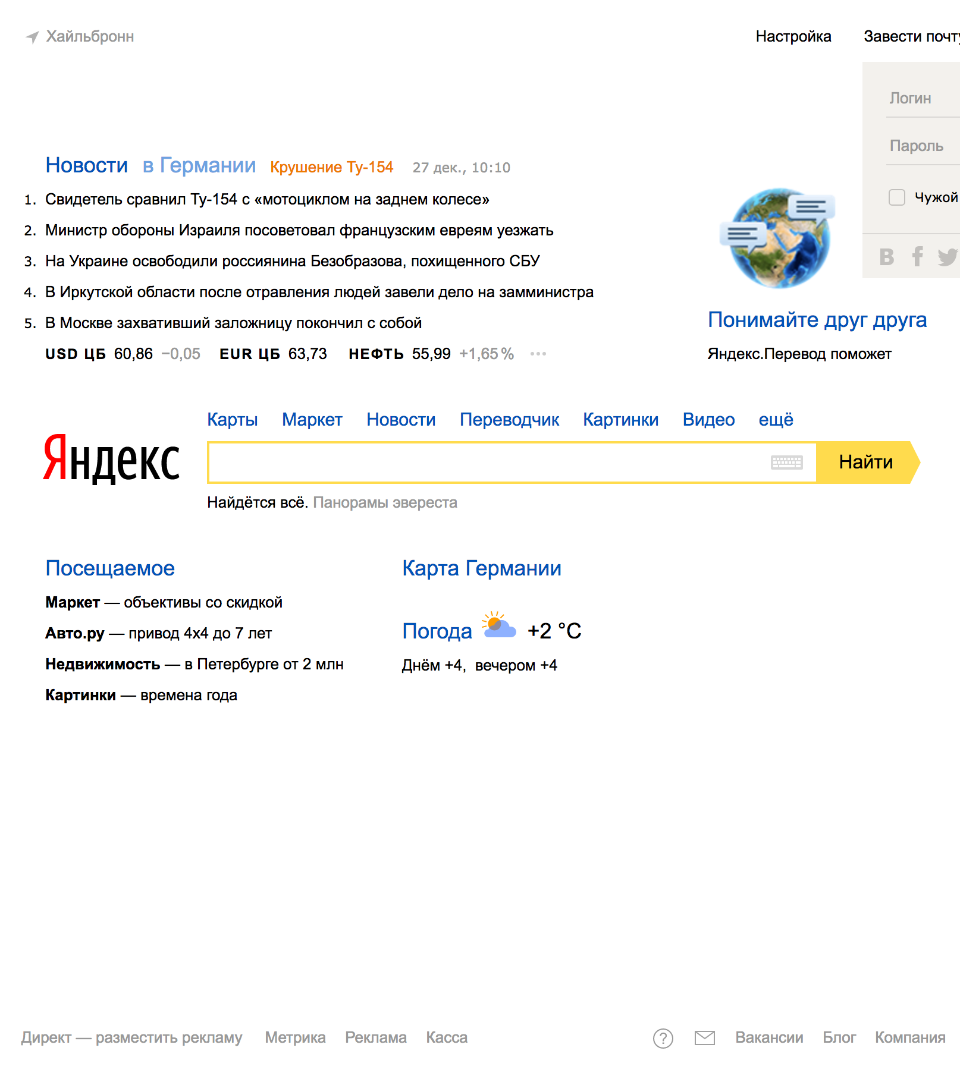 Хайльбронн
Настройка
Завести почту
Логин
Пароль
Чужой
Новости в Германии Крушение Ту-154 27 дек., 10:10
1. Свидетель сравнил Ту-154 с «мотоциклом на заднем колесе»
2. Министр обороны Израиля посоветовал французским евреям уезжать
3. На Украине освободили россиянина Безобразова, похищенного СБУ
4. В Иркутской области после отравления людей завели дело на замминистра
5. В Москве захвативший заложницу покончил с собой
USD ЦБ 60,86 −0,05 EUR ЦБ 63,73 НЕФТЬ 55,99 +1,65% ···
Понимайте друг друга
Яндекс.Перевод поможет
Карты Маркет Новости Переводчик Картинки Видео ещё
Яндекс
Найти
Найдётся всё. Панорамы эвереста
Посещаемое
Маркет — объективы со скидкой
Авто.ру — привод 4х4 до 7 лет
Недвижимость — в Петербурге от 2 млн
Картинки — времена года
Карта Германии
Погода +2 °C
Днём +4, вечером +4
Директ — разместить рекламу Метрика Реклама Касса
? Вакансии Блог Компания